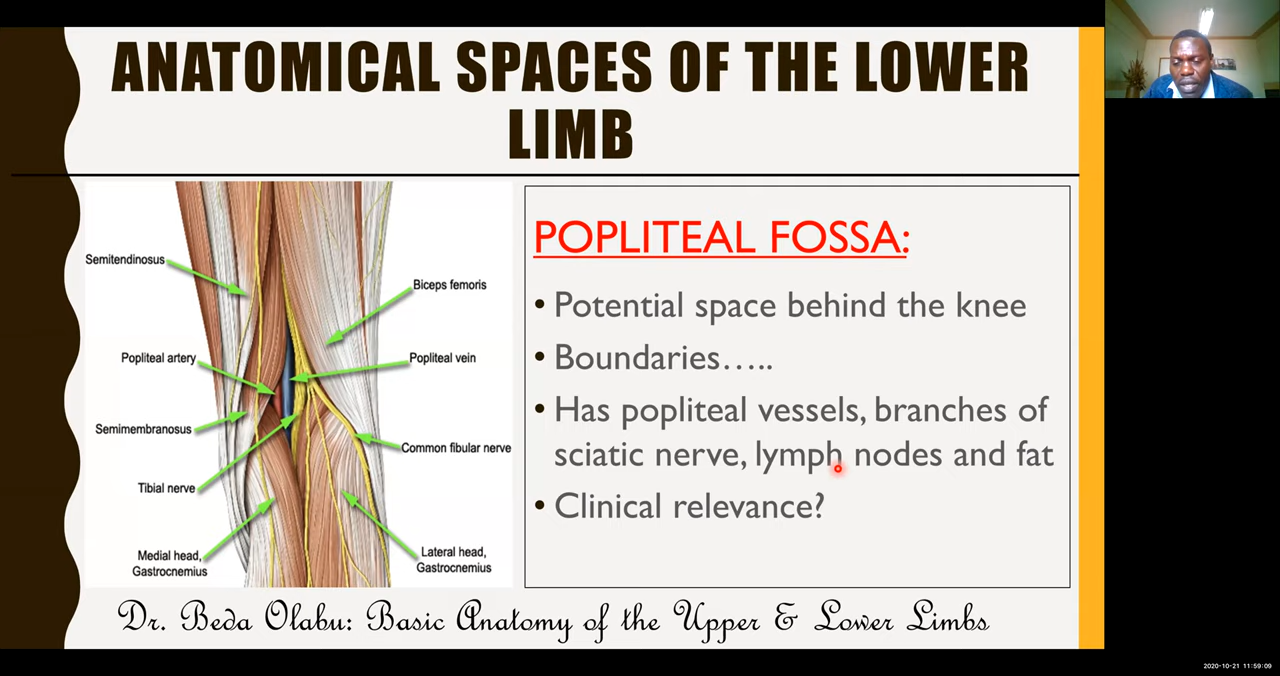 ANATOMICAL SPACES OF THE LOWER
LIMB
Semitendinosus
Biceps femoris
Popliteal artery
Popliteal vein
Semimembranosus
Common fibular nerve
Tibial nerve
Medial head,
Gastrocnemius
Lateral head,
Gastrocnemius
POPLITEAL FOSSA:
• Potential space behind the knee
• Boundaries…..
• Has popliteal vessels, branches of
sciatic nerve, lymph nodes and fat
• Clinical relevance?
Dr. Beda Olabu: Basic Anatomy of the Upper & Lower Limbs
2020-10-21 11:59:09